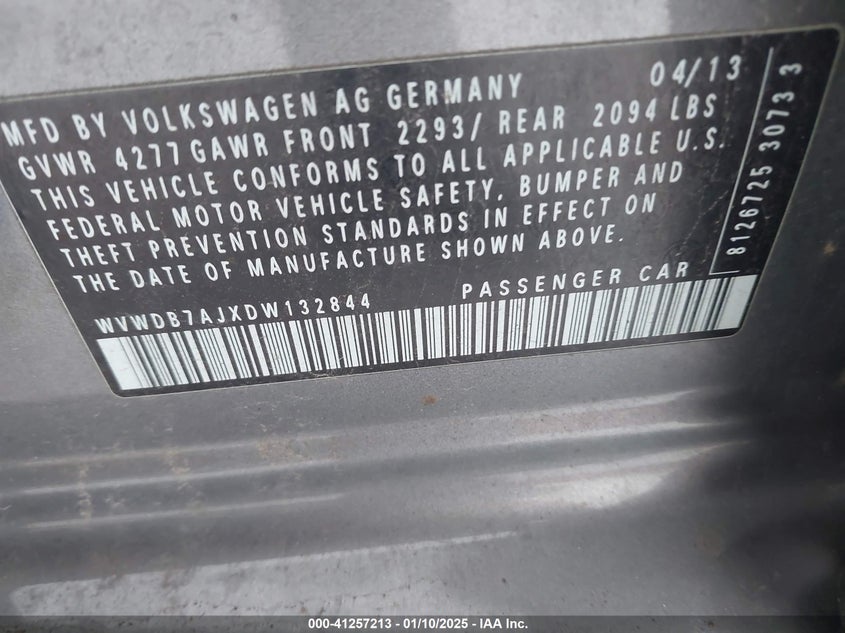 MFD BY VOLKSWAGEN AG GERMANY 04/13
GVWR 4277 GAWR FRONT 2293/ REAR 2094 LBS
THIS VEHICLE CONFORMS TO ALL APPLICABLE U.S.
FEDERAL MOTOR VEHICLE SAFETY, BUMPER AND
THEFT PREVENTION STANDARDS IN EFFECT ON
THE DATE OF MANUFACTURE SHOWN ABOVE.
WVWDB7AJXDW132844 PASSENGER CAR
8126725 3073 3
000-41257213 - 01/10/2025 - IAA Inc.